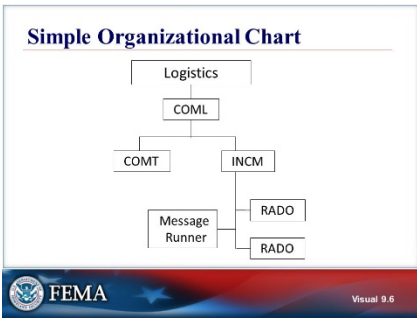 Simple Organizational Chart
Logistics
COML
COMT
INCM
RADO
Message
Runner
RADO
FEMA
Visual 9.6